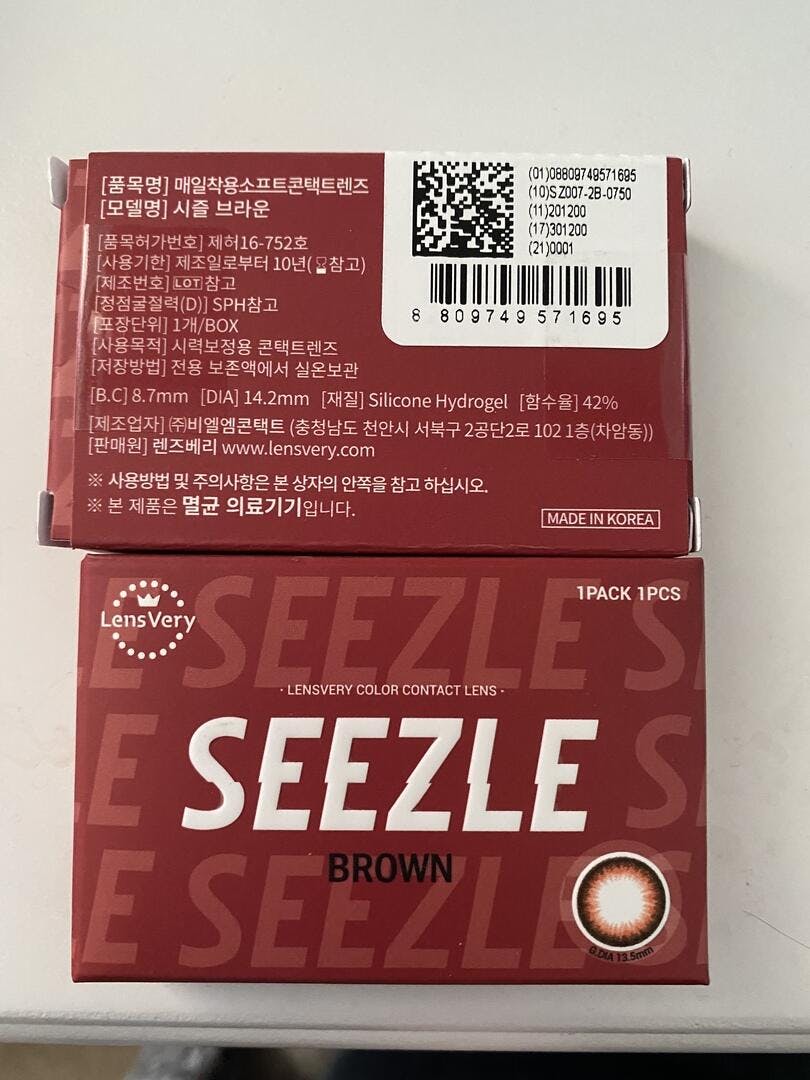 [품목명] 매일착용소프트콘택트렌즈
[모델명] 시즐 브라운
[품목허가번호] 제허16-752호
[사용기한] 제조일로부터 10년(⌛참고)
[제조번호] LOT 참고
[정점굴절력(D)] SPH참고
[포장단위] 1개/BOX
[사용목적] 시력보정용 콘택트렌즈
[저장방법] 전용 보존액에서 실온보관
[B.C] 8.7mm [DIA] 14.2mm [재질] Silicone Hydrogel [함수율] 42%
[제조업자] ㈜비엘엠콘택트 (충청남도 천안시 서북구 2공단2로 102 1층(차암동))
[판매원] 렌즈베리 www.lensvery.com
※ 사용방법 및 주의사항은 본 상자의 안쪽을 참고 하십시오.
※ 본 제품은 멸균 의료기기입니다.
MADE IN KOREA
(01)08809749571695
(10)SZ007-2B-0750
(11)201200
(17)301200
(21)0001
8 809749 571695
LensVery
1PACK 1PCS
· LENSVERY COLOR CONTACT LENS ·
SEEZLE
BROWN
G.DIA 13.5mm
SEEZLE S
LE S
LE SEEZLE S